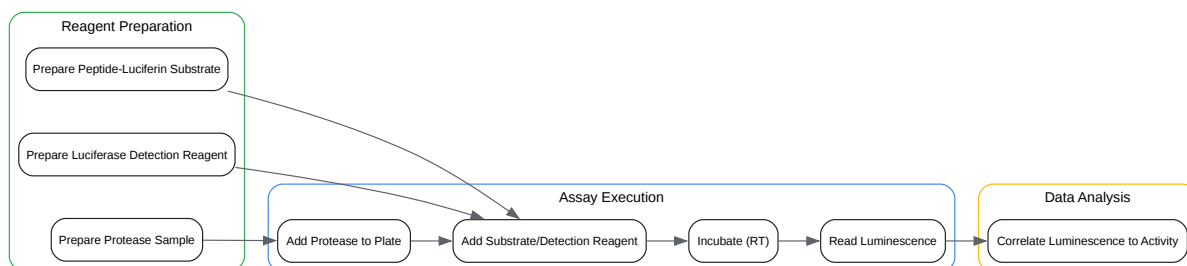 Reagent Preparation
Prepare Peptide-Luciferin Substrate
Prepare Luciferase Detection Reagent
Prepare Protease Sample
Assay Execution
Add Protease to Plate
Add Substrate/Detection Reagent
Incubate (RT)
Read Luminescence
Data Analysis
Correlate Luminescence to Activity